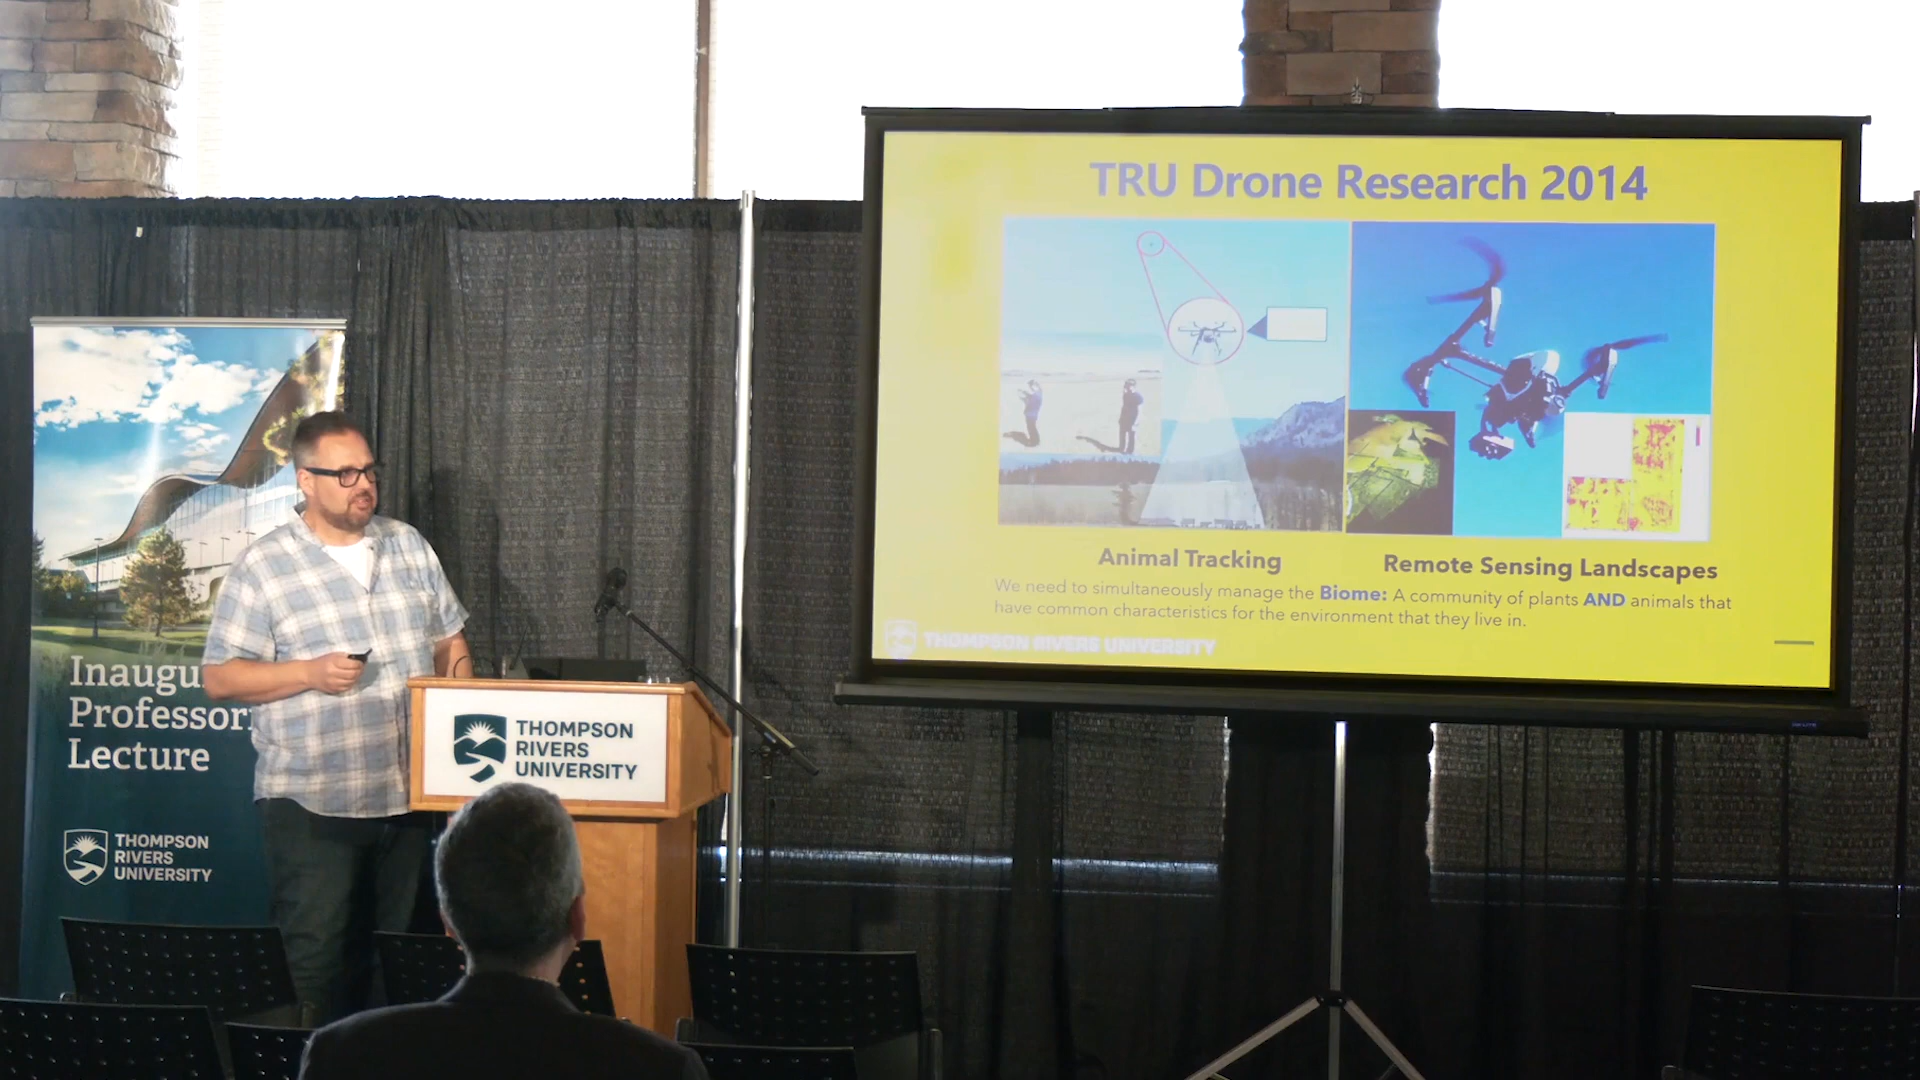 TRU Drone Research 2014
Animal Tracking
Remote Sensing Landscapes
We need to simultaneously manage the Biome: A community of plants AND animals that
have common characteristics for the environment that they live in.
THOMPSON RIVERS UNIVERSITY
Lecture
THOMPSON
RIVERS
UNIVERSITY
THOMPSON
RIVERS
UNIVERSITY